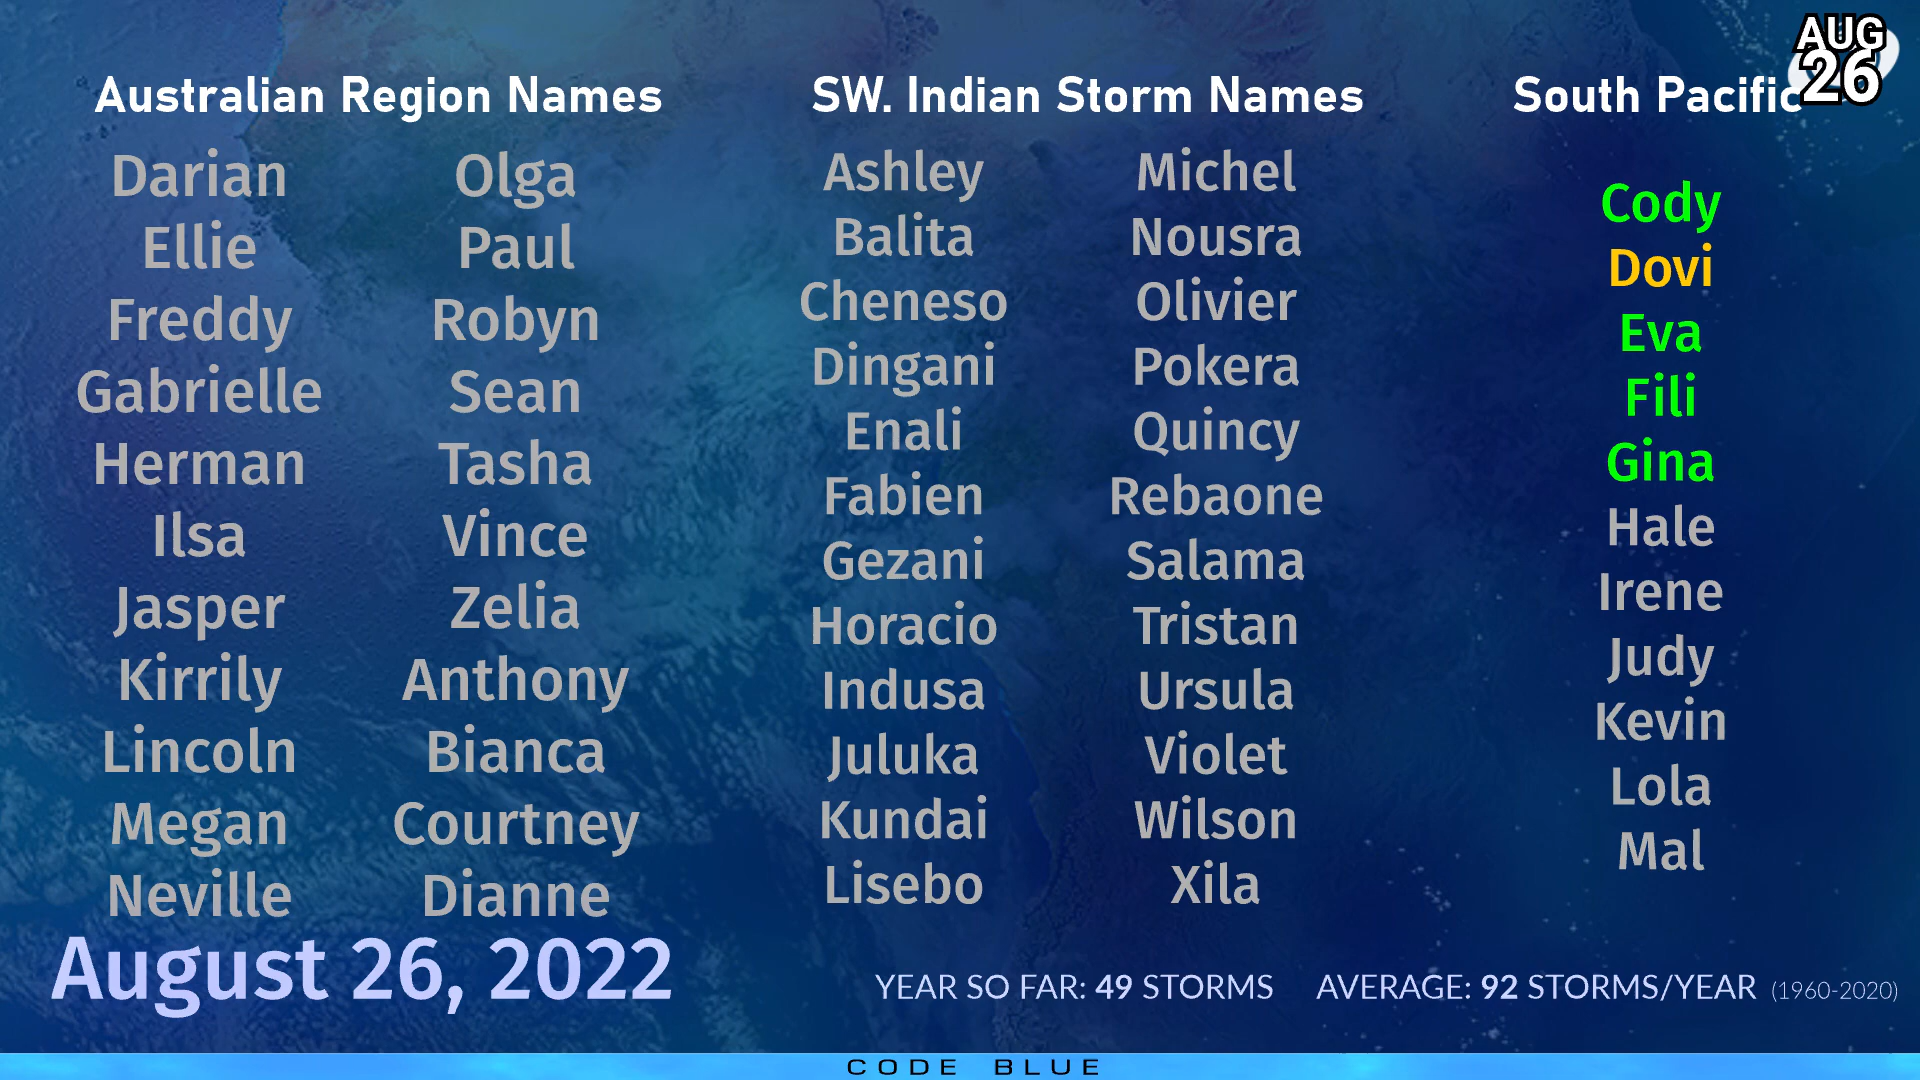 AUG
26
Australian Region Names
Darian
Ellie
Freddy
Gabrielle
Herman
Ilsa
Jasper
Kirrily
Lincoln
Megan
Neville
Olga
Paul
Robyn
Sean
Tasha
Vince
Zelia
Anthony
Bianca
Courtney
Dianne
SW. Indian Storm Names
Ashley
Balita
Cheneso
Dingani
Enali
Fabien
Gezani
Horacio
Indusa
Juluka
Kundai
Lisebo
Michel
Nousra
Olivier
Pokera
Quincy
Rebaone
Salama
Tristan
Ursula
Violet
Wilson
Xila
South Pacific
Cody
Dovi
Eva
Fili
Gina
Hale
Irene
Judy
Kevin
Lola
Mal
August 26, 2022
YEAR SO FAR: 49 STORMS
AVERAGE: 92 STORMS/YEAR (1960-2020)
CODE BLUE